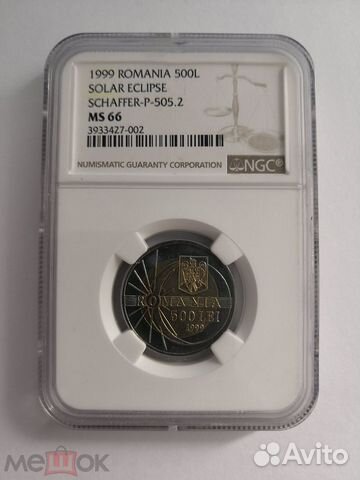 1999 ROMANIA 500L
SOLAR ECLIPSE
SCHAFFER-P-505.2
MS 66
3933427-002
NUMISMATIC GUARANTY CORPORATION
NGC®
ROMANIA
500 LEI
1999
мешок
Avito